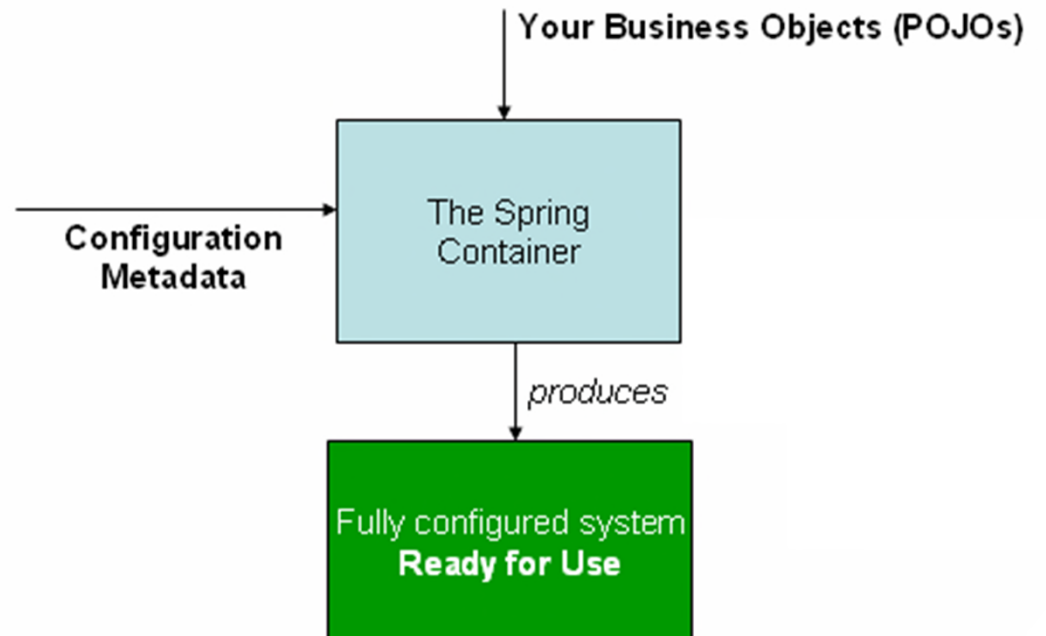 Your Business Objects (POJOs)
The Spring
Container
Configuration
Metadata
produces
Fully configured system
Ready for Use